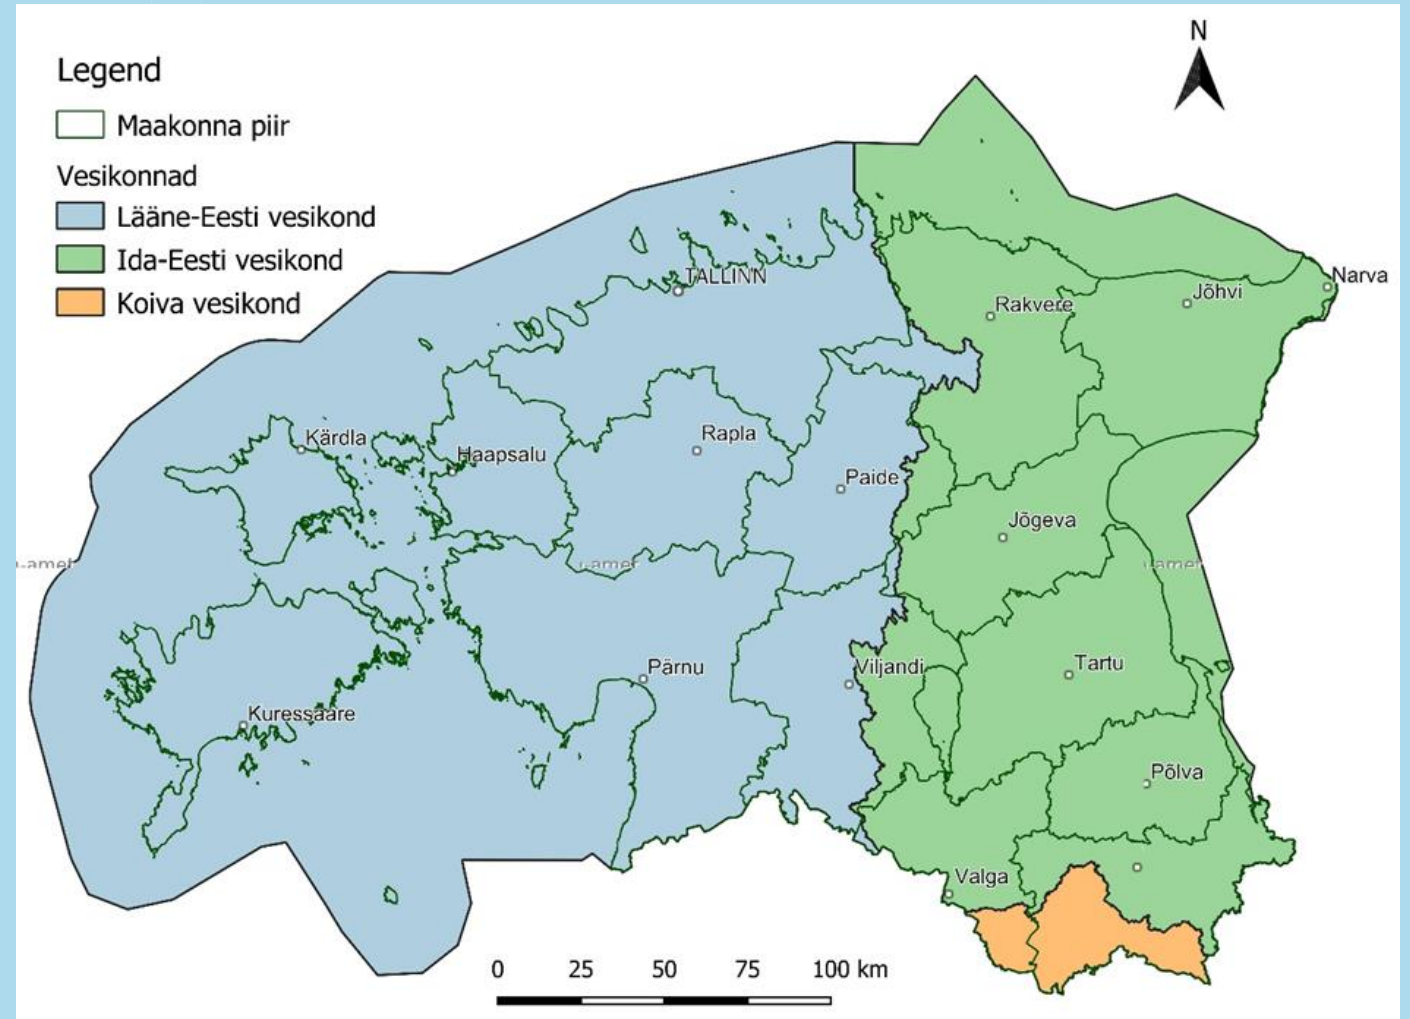 N
Legend
Maakonna piir
Vesikonnad
Lääne-Eesti vesikond
Ida-Eesti vesikond
Koiva vesikond
TALLINN
Narva
Jõhvi
Rakvere
Kärdla
Haapsalu
Rapla
Paide
Jõgeva
Pärnu
Viljandi
Tartu
Kuressaare
Põlva
Valga
0 25 50 75 100 km